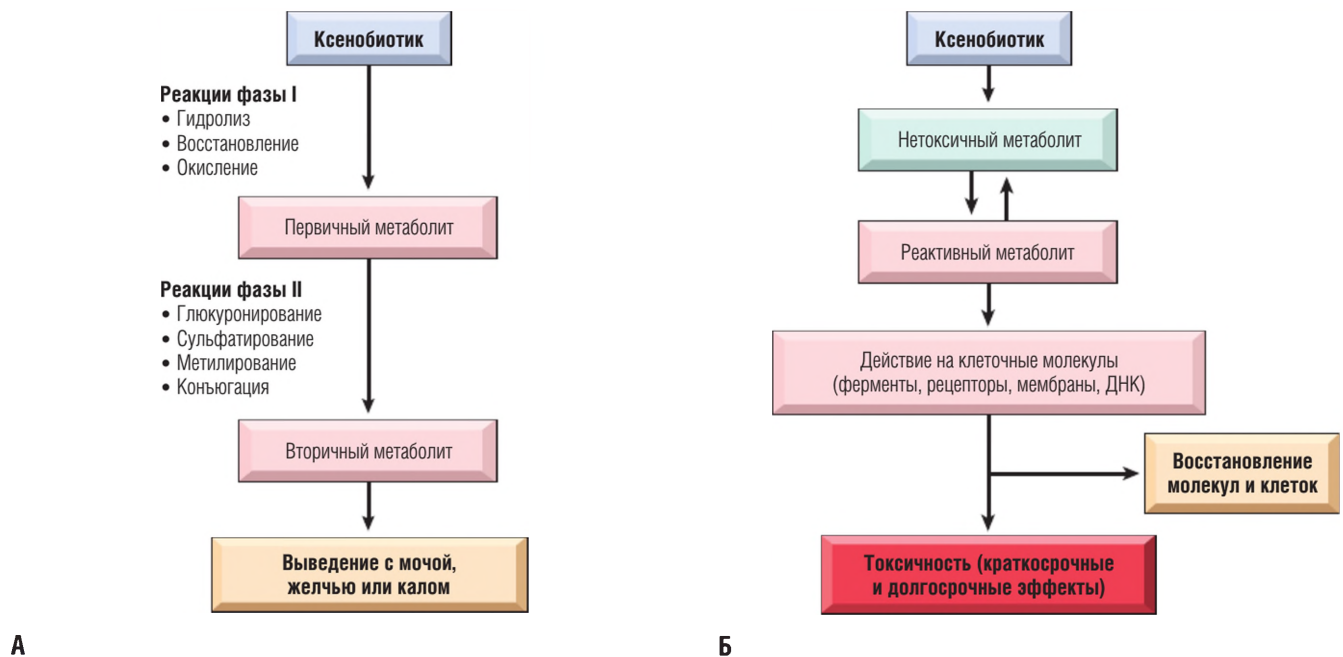 Ксенобиотик
Реакции фазы I
• Гидролиз
• Восстановление
• Окисление
Первичный метаболит
Реакции фазы II
• Глюкуронирование
• Сульфатирование
• Метилирование
• Конъюгация
Вторичный метаболит
Выведение с мочой,
желчью или калом
А
Ксенобиотик
Нетоксичный метаболит
Реактивный метаболит
Действие на клеточные молекулы
(ферменты, рецепторы, мембраны, ДНК)
Восстановление
молекул и клеток
Токсичность (краткосрочные
и долгосрочные эффекты)
Б